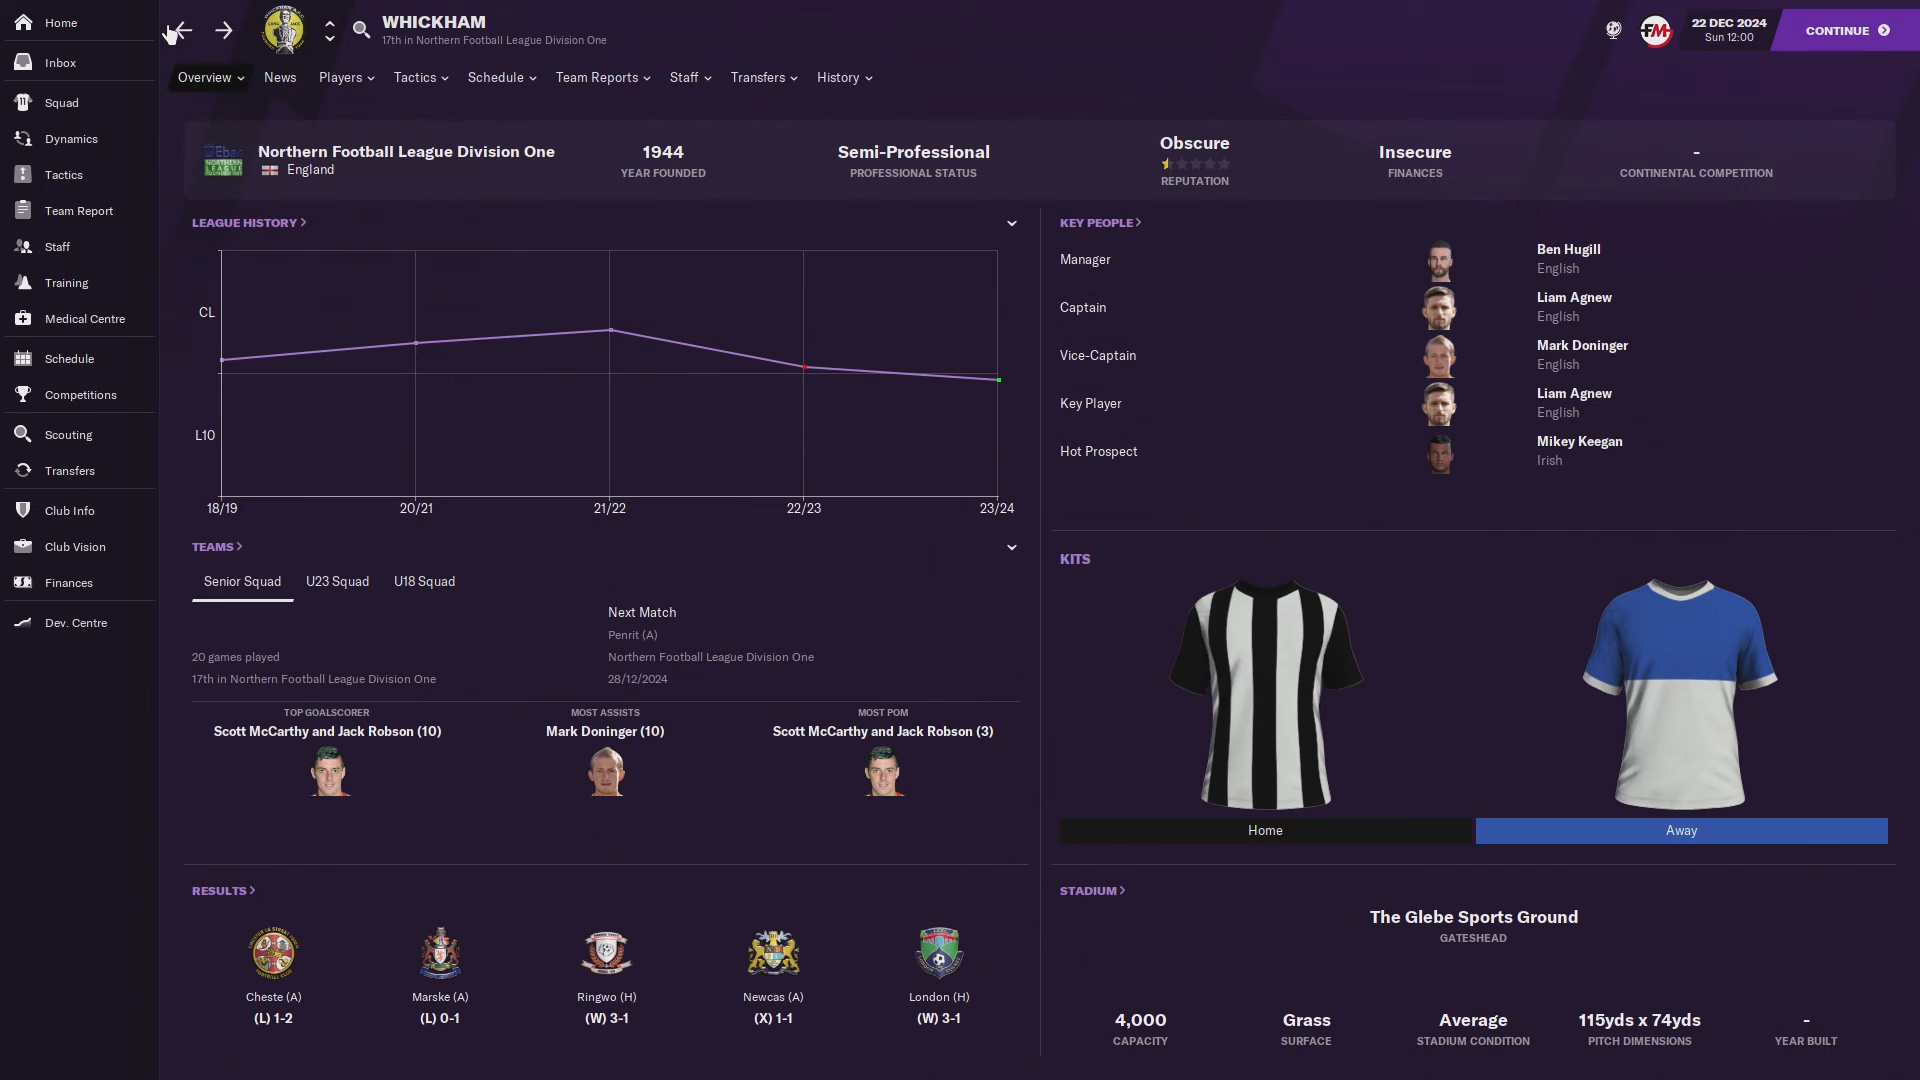 Home
Inbox
Squad
Dynamics
Tactics
Team Report
Staff
Training
Medical Centre
Schedule
Competitions
Scouting
Transfers
Club Info
Club Vision
Finances
Dev. Centre
WHICKHAM
17th in Northern Football League Division One
FM
22 DEC 2024
Sun 12:00
CONTINUE
Overview
News
Players
Tactics
Schedule
Team Reports
Staff
Transfers
History
Northern Football League Division One
England
1944
YEAR FOUNDED
Semi-Professional
PROFESSIONAL STATUS
Obscure
REPUTATION
Insecure
FINANCES
-
CONTINENTAL COMPETITION
LEAGUE HISTORY
CL
L10
18/19
20/21
21/22
22/23
23/24
TEAMS
Senior Squad
U23 Squad
U18 Squad
Next Match
Penrit (A)
20 games played
Northern Football League Division One
17th in Northern Football League Division One
28/12/2024
TOP GOALSCORER
Scott McCarthy and Jack Robson (10)
MOST ASSISTS
Mark Doninger (10)
MOST POM
Scott McCarthy and Jack Robson (3)
RESULTS
Cheste (A)
(L) 1-2
Marske (A)
(L) 0-1
Ringwo (H)
(W) 3-1
Newcas (A)
(X) 1-1
London (H)
(W) 3-1
KEY PEOPLE
Manager
Ben Hugill
English
Captain
Liam Agnew
English
Vice-Captain
Mark Doninger
English
Key Player
Liam Agnew
English
Hot Prospect
Mikey Keegan
Irish
KITS
Home
Away
STADIUM
The Glebe Sports Ground
GATESHEAD
4,000
CAPACITY
Grass
SURFACE
Average
STADIUM CONDITION
115yds x 74yds
PITCH DIMENSIONS
-
YEAR BUILT